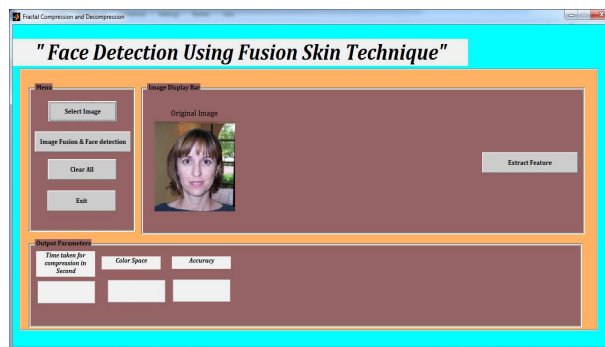 Fractal Compression and Decompression
" Face Detection Using Fusion Skin Technique"
Menu
Select Image
Image Fusion & Face detection
Clear All
Exit
Image Display Bar
Original Image
Extract Feature
Output Parameters
Time taken for
compression in
Second
Color Space
Accuracy